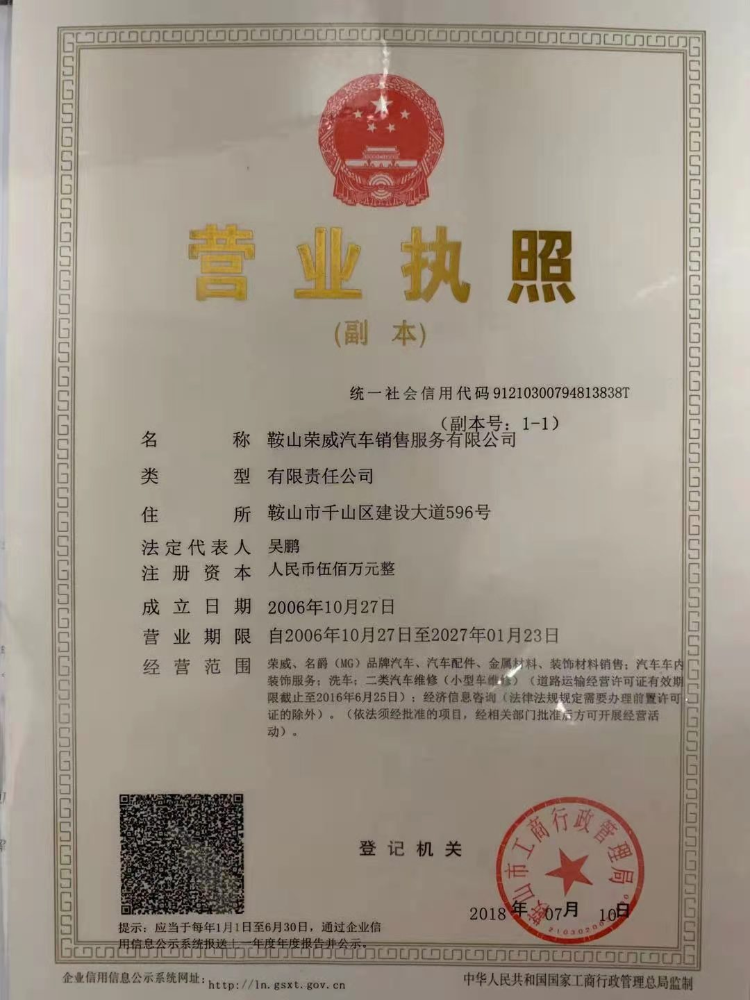 营业执照
(副 本)
统一社会信用代码 91210300794813838T
（副本号：1-1）
名 称 鞍山荣威汽车销售服务有限公司
类 型 有限责任公司
住 所 鞍山市千山区建设大道596号
法定代表人 吴鹏
注册资本 人民币伍佰万元整
成立日期 2006年10月27日
营业期限 自2006年10月27日至2027年01月23日
经营范围 荣威、名爵（MG）品牌汽车、汽车配件、金属材料、装饰材料销售；汽车车内
装饰服务；洗车；二类汽车维修（小型车维修）（道路运输经营许可证有效期
限截止至2016年6月25日）；经济信息咨询（法律法规规定需要办理前置许可
证的除外）。（依法须经批准的项目，经相关部门批准后方可开展经营活
动）。
登记机关
鞍山市工商行政管理局
2018年07月10日
提示：应当于每年1月1日至6月30日，通过企业信
用信息公示系统报送上一年度年度报告并公示。
企业信用信息公示系统网址：http://ln.gsxt.gov.cn
中华人民共和国国家工商行政管理总局监制